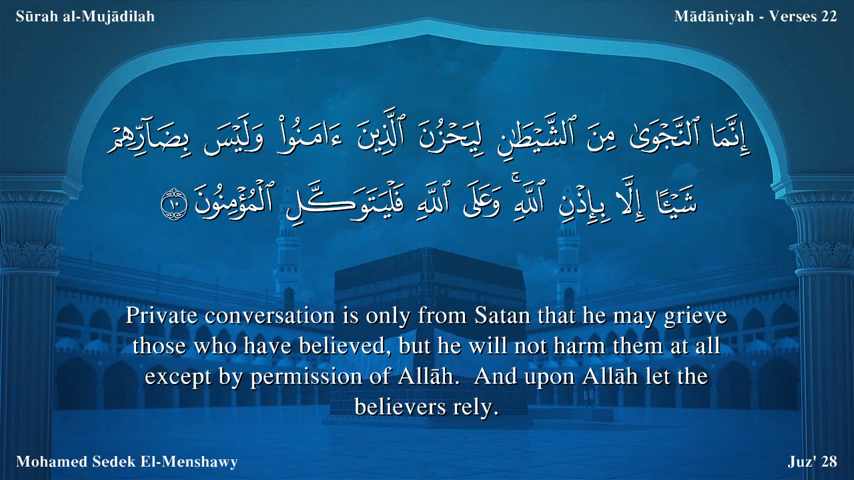 Sūrah al-Mujādilah
Mādāniyah - Verses 22
إِنَّمَا ٱلنَّجْوَىٰ مِنَ ٱلشَّيْطَـٰنِ لِيَحْزُنَ ٱلَّذِينَ ءَامَنُوا۟ وَلَيْسَ بِضَآرِّهِمْ
شَيْـًٔا إِلَّا بِإِذْنِ ٱللَّهِ ۚ وَعَلَى ٱللَّهِ فَلْيَتَوَكَّلِ ٱلْمُؤْمِنُونَ ١٠
Private conversation is only from Satan that he may grieve
those who have believed, but he will not harm them at all
except by permission of Allāh.  And upon Allāh let the
believers rely.
Mohamed Sedek El-Menshawy
Juz' 28